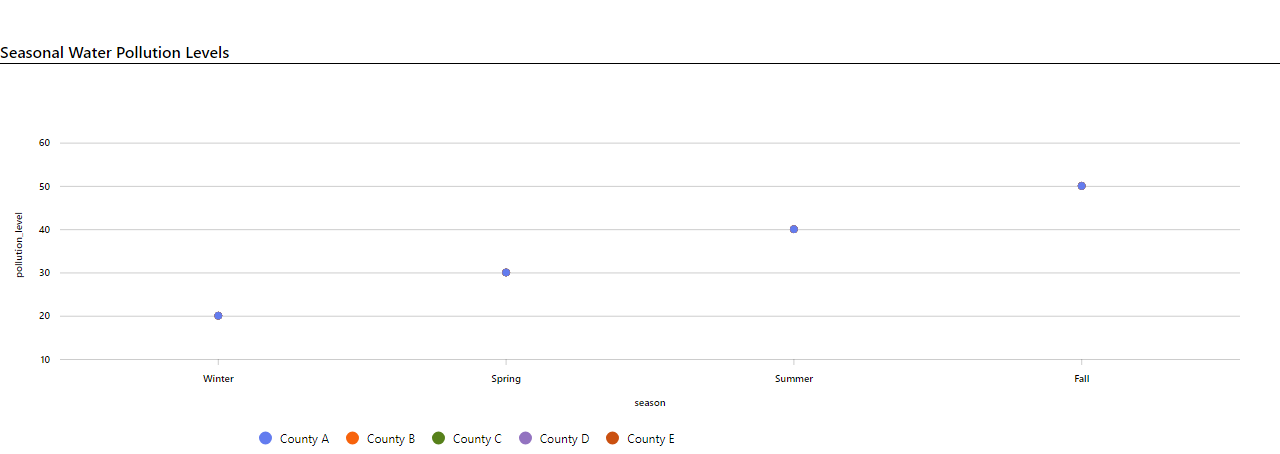 Seasonal Water Pollution Levels
60
50
40
30
20
10
pollution_level
Winter Spring Summer Fall
season
County A County B County C County D County E